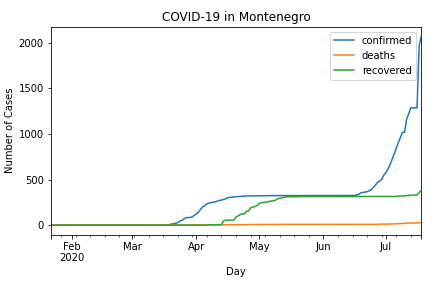 COVID-19 in Montenegro
confirmed
deaths
recovered
Number of Cases
2000
1500
1000
500
0
Feb Mar Apr May Jun Jul
2020
Day